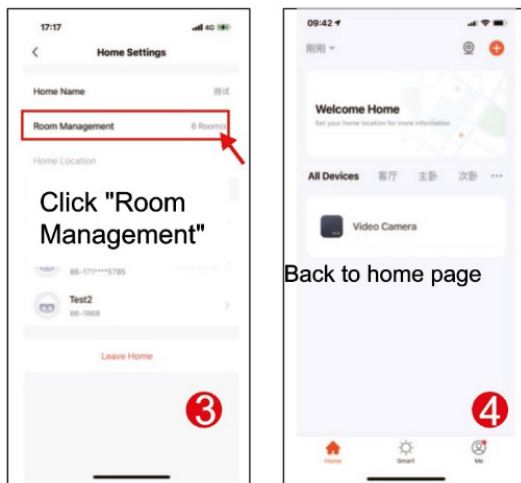 17:17
4G
Home Settings
Home Name 测试
Room Management 6 Room(s)
Home Location
Click "Room
Management"
86-171****5785
Test2
86-1868
Leave Home
3
09:42
刚刚
Welcome Home
Set your home location for more information
All Devices 客厅 主卧 次卧 ...
Video Camera
Back to home page
4
Home Smart Me